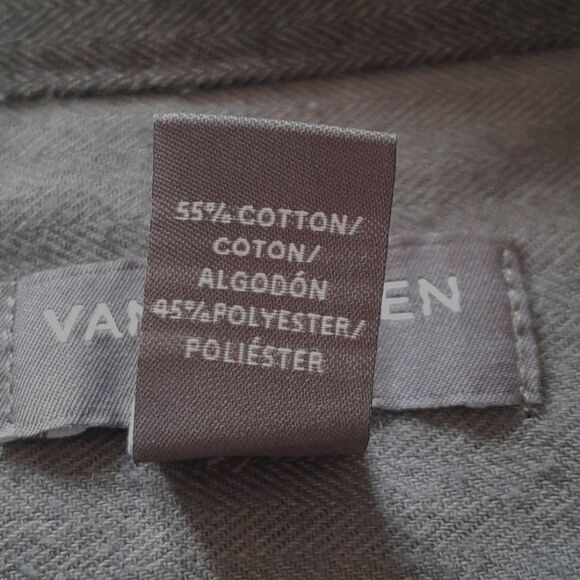 55% COTTON/
COTON/
ALGODÓN
45% POLYESTER/
POLIÉSTER
VAN EN